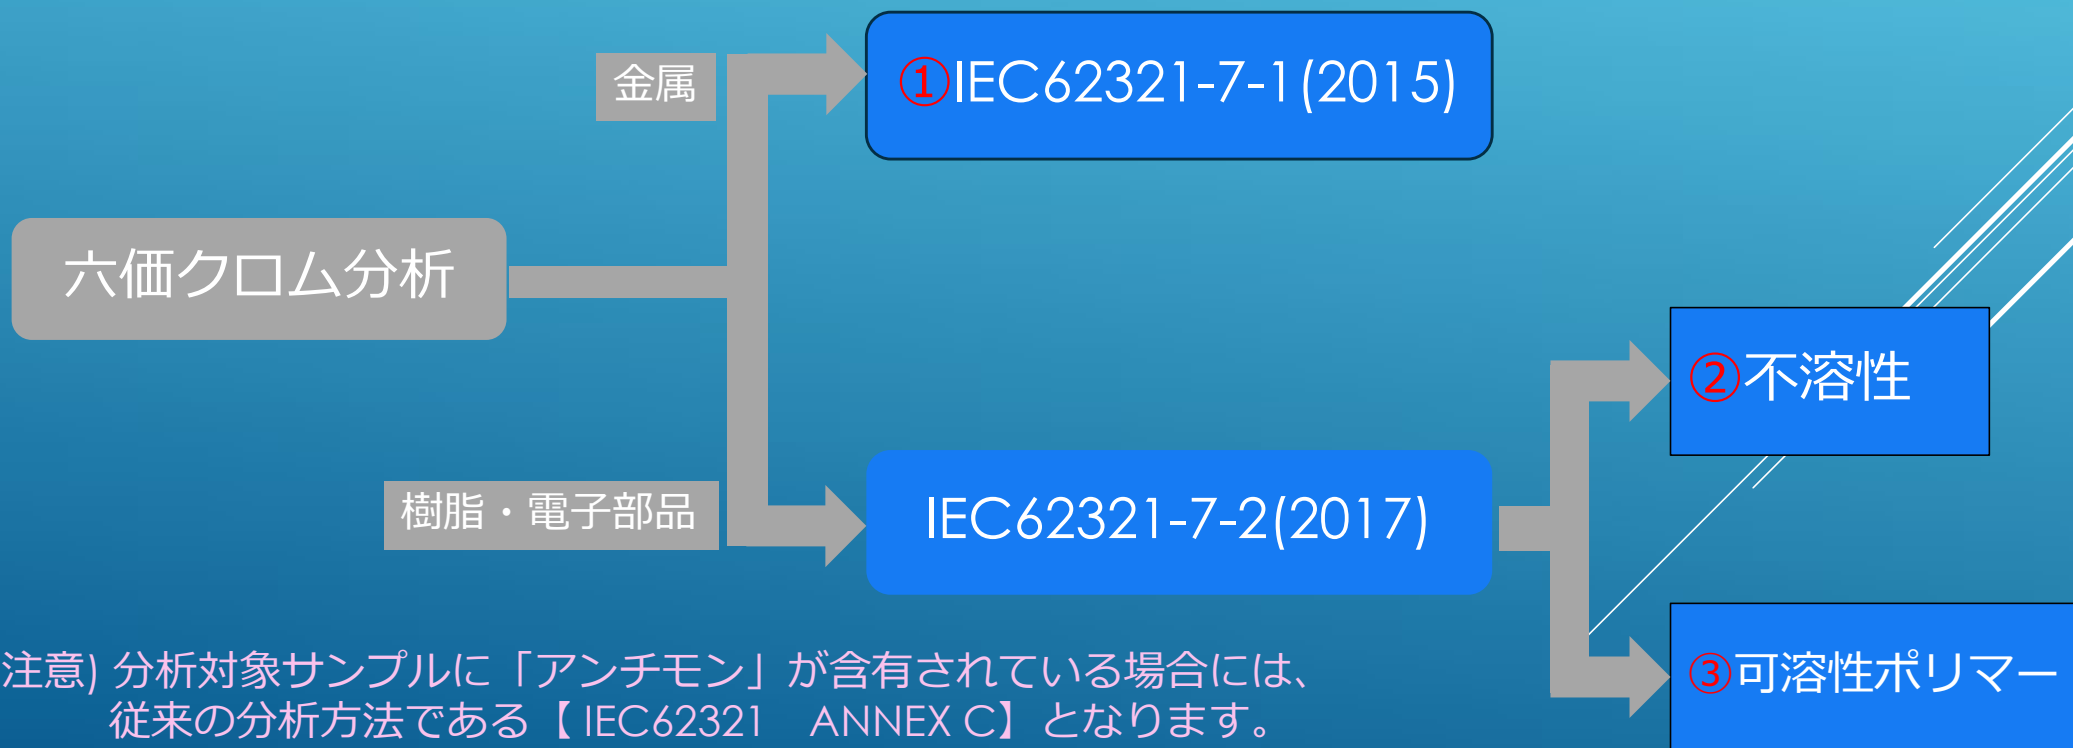 金属
①IEC62321-7-1(2015)
六価クロム分析
②不溶性
樹脂・電子部品
IEC62321-7-2(2017)
③可溶性ポリマー
注意) 分析対象サンプルに「アンチモン」が含有されている場合には、
従来の分析方法である【 IEC62321　ANNEX C】となります。